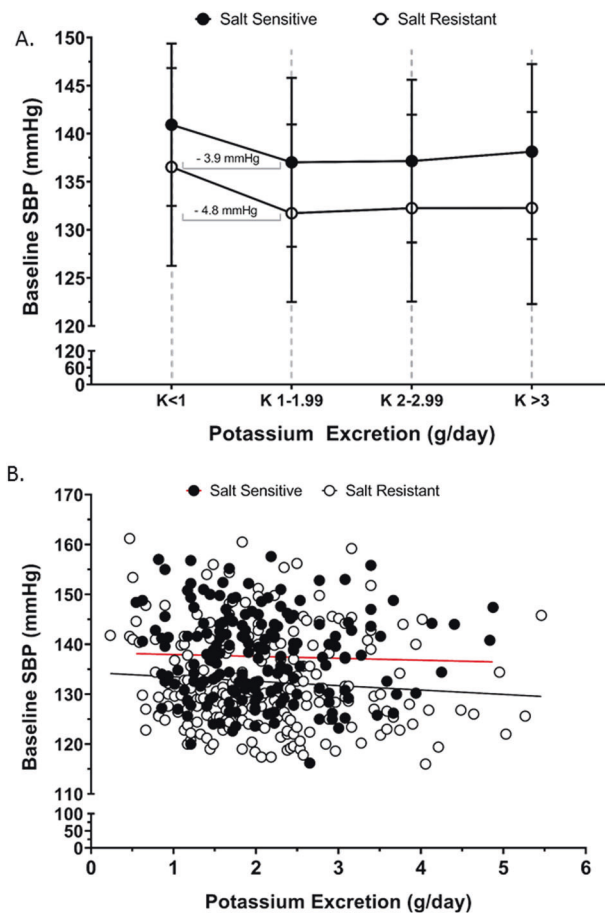 A.
Salt Sensitive Salt Resistant
150
145
140
135
130
125
120
120
60
0
Baseline SBP (mmHg)
- 3.9 mmHg
- 4.8 mmHg
K<1 K 1-1.99 K 2-2.99 K >3
Potassium Excretion (g/day)
B.
Salt Sensitive Salt Resistant
170
160
150
140
130
120
110
100
75
50
25
0
Baseline SBP (mmHg)
0 1 2 3 4 5 6
Potassium Excretion (g/day)